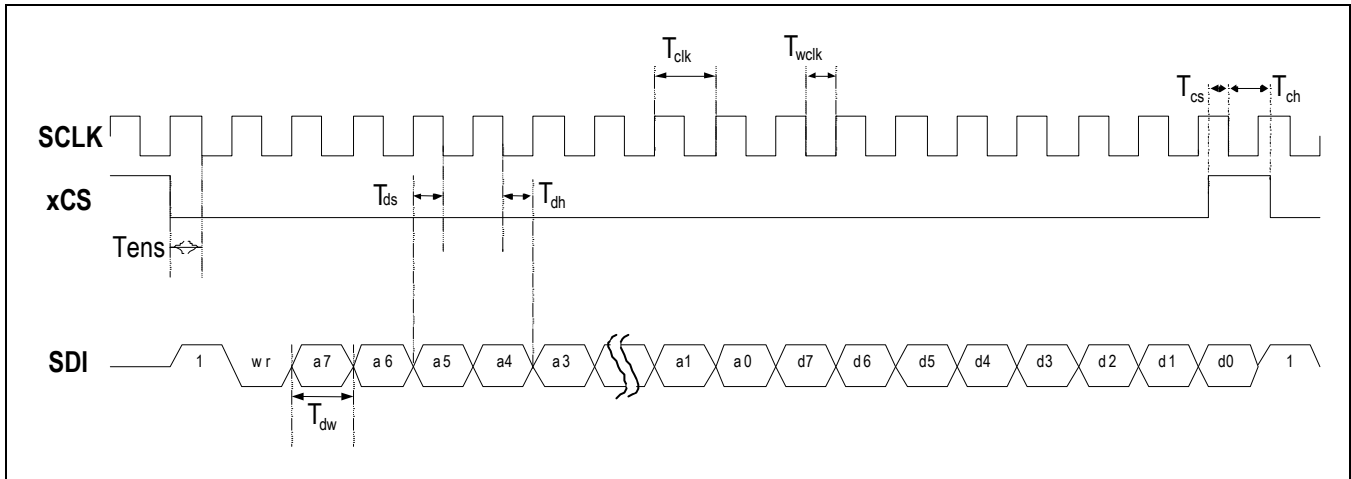 Tclk Twclk
Tcs Tch
SCLK
xCS
Tds Tdh
Tens
SDI 1 wr a7 a6 a5 a4 a3 a1 a0 d7 d6 d5 d4 d3 d2 d1 d0 1
Tdw